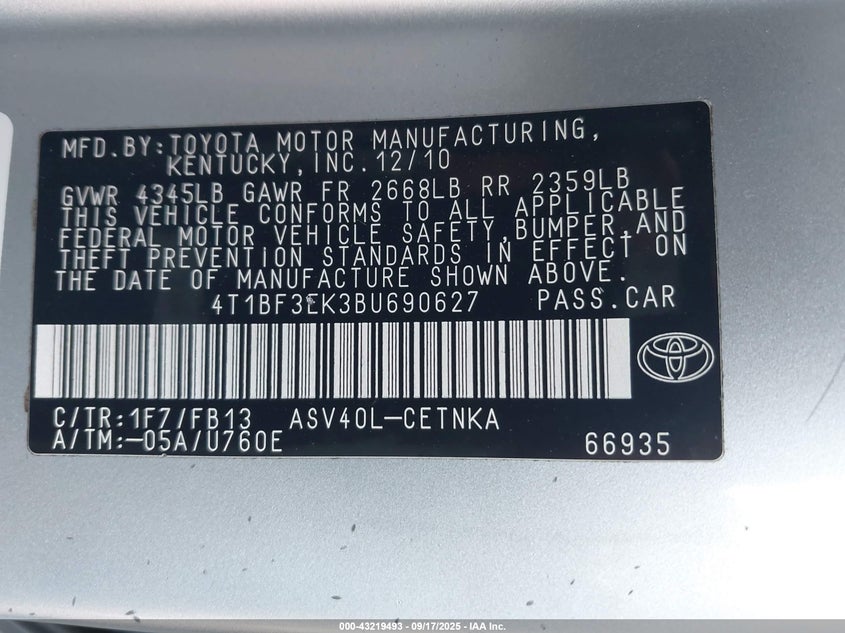 MFD.BY:TOYOTA MOTOR MANUFACTURING,
KENTUCKY,INC.12/10
GVWR 4345LB GAWR FR 2668LB RR 2359LB
THIS VEHICLE CONFORMS TO ALL APPLICABLE
FEDERAL MOTOR VEHICLE SAFETY,BUMPER,AND
THEFT PREVENTION STANDARDS IN EFFECT ON
THE DATE OF MANUFACTURE SHOWN ABOVE.
4T1BF3EK3BU690627 PASS.CAR
C/TR:1F7/FB13 ASV40L-CETNKA
A/TM:-05A/U760E 66935
000-43219493 - 09/17/2025 - IAA Inc.